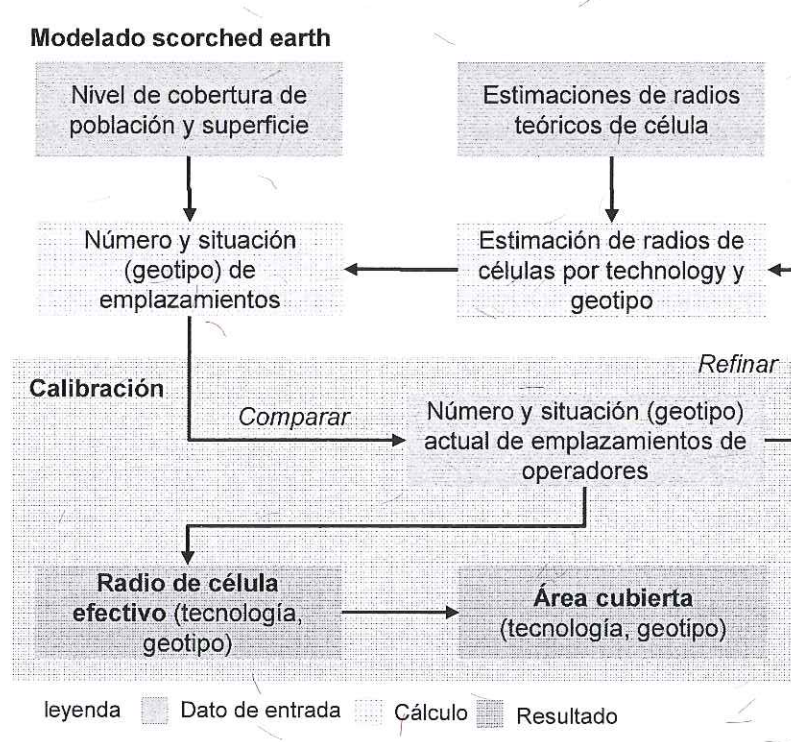 Modelado scorched earth
Nivel de cobertura de
población y superficie
Estimaciones de radios
teóricos de célula
Número y situación
(geotipo) de
emplazamientos
Estimación de radios de
células por technology y
geotipo
Refinar
Calibración
Comparar
Número y situación (geotipo)
actual de emplazamientos de
operadores
Radio de célula
efectivo (tecnología,
geotipo)
Área cubierta
(tecnología, geotipo)
leyenda Dato de entrada Cálculo Resultado